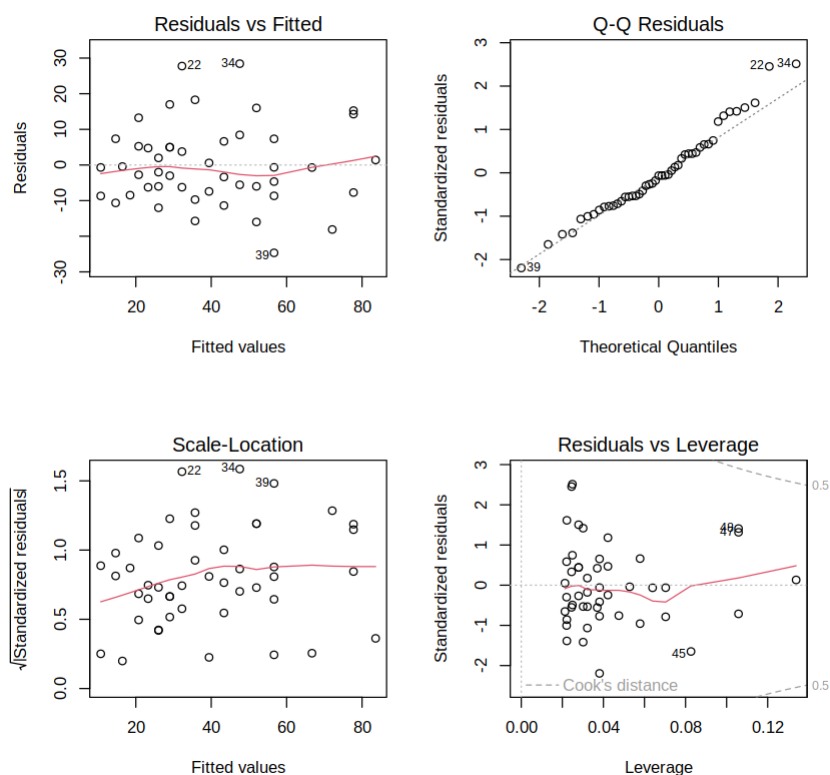 Residuals vs Fitted
Residuals
30
20
10
0
-10
-30
22
34
39
20 40 60 80
Fitted values
Q-Q Residuals
Standardized residuals
3
2
1
0
-1
-2
22 34
39
-2 -1 0 1 2
Theoretical Quantiles
Scale-Location
√|Standardized residuals|
1.5
1.0
0.5
0.0
22
34
39
20 40 60 80
Fitted values
Residuals vs Leverage
Standardized residuals
3
2
1
0
-1
-2
0.5
47
45
Cook's distance
0.5
0.00 0.04 0.08 0.12
Leverage